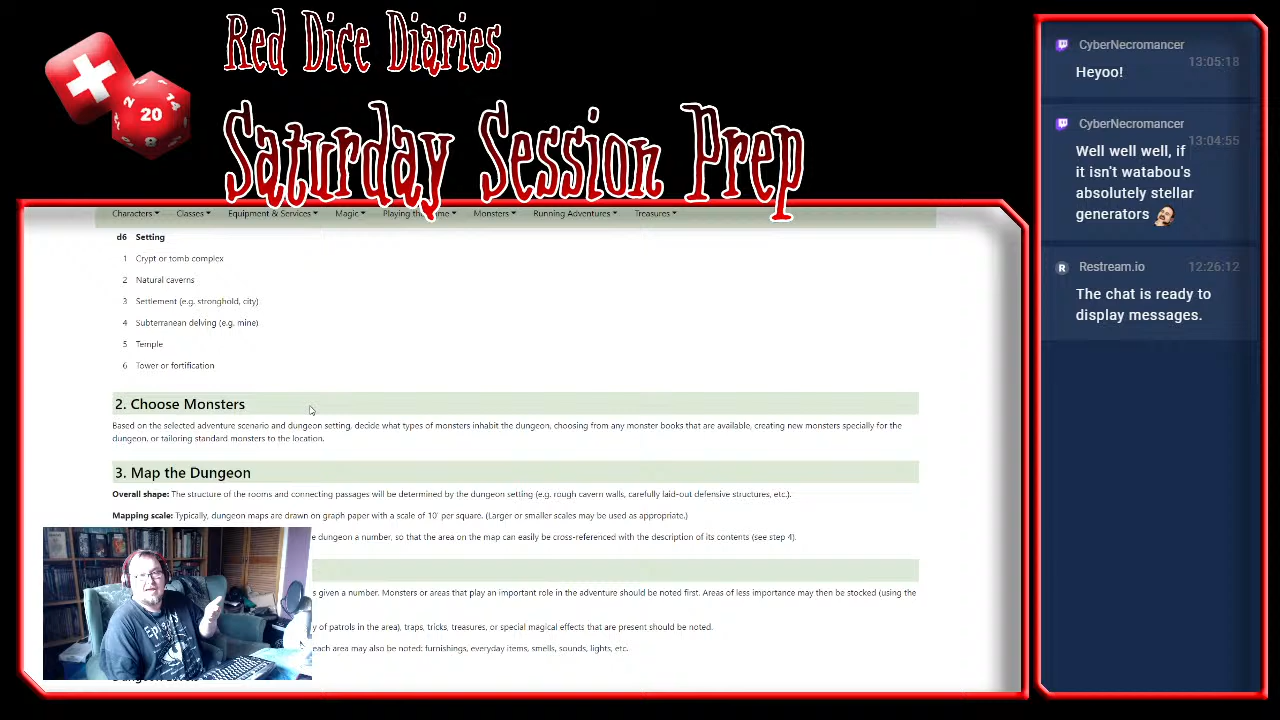 Red Dice Diaries
Saturday Session Prep
20
14
2
8
Characters Classes Equipment & Services Magic Playing the Monsters Running Adventures Treasures
d6 Setting
1 Crypt or tomb complex
2 Natural caverns
3 Settlement (e.g. stronghold, city)
4 Subterranean delving (e.g. mine)
5 Temple
6 Tower or fortification
2. Choose Monsters
Based on the selected adventure scenario and dungeon setting, decide what types of monsters inhabit the dungeon, choosing from any monster books that are available, creating new monsters specially for the
dungeon, or tailoring standard monsters to the location.
3. Map the Dungeon
Overall shape: The structure of the rooms and connecting passages will be determined by the dungeon setting (e.g. rough cavern walls, carefully laid-out defensive structures, etc.).
Mapping scale: Typically, dungeon maps are drawn on graph paper with a scale of 10' per square. (Larger or smaller scales may be used as appropriate.)
e dungeon a number, so that the area on the map can easily be cross-referenced with the description of its contents (see step 4).
s given a number. Monsters or areas that play an important role in the adventure should be noted first. Areas of less importance may then be stocked (using the
y of patrols in the area), traps, tricks, treasures, or special magical effects that are present should be noted.
each area may also be noted: furnishings, everyday items, smells, sounds, lights, etc.
CyberNecromancer
13:05:18
Heyoo!
CyberNecromancer
13:04:55
Well well well, if
it isn't watabou's
absolutely stellar
generators
R Restream.io 12:26:12
The chat is ready to
display messages.